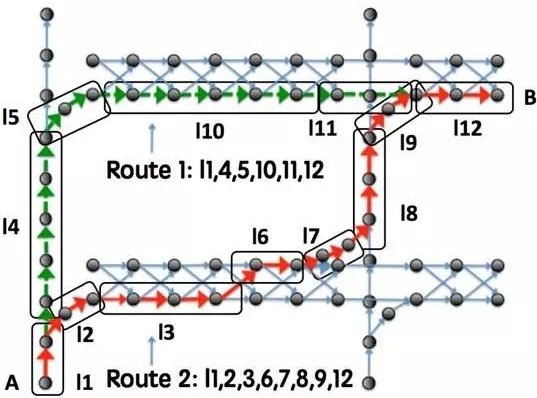 B
l5
l10
l11
l12
l9
Route 1: l1,4,5,10,11,12
l4
l8
l6
l7
l2
l3
A
l1
Route 2: l1,2,3,6,7,8,9,12